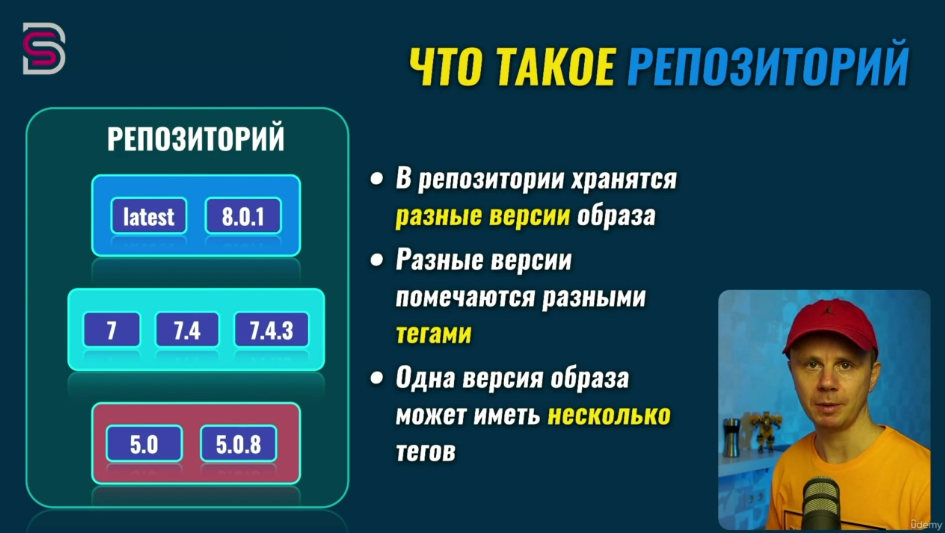 ЧТО ТАКОЕ РЕПОЗИТОРИЙ
РЕПОЗИТОРИЙ
latest 8.0.1
7 7.4 7.4.3
5.0 5.0.8
• В репозитории хранятся
разные версии образа
• Разные версии
помечаются разными
тегами
• Одна версия образа
может иметь несколько
тегов
ûdemy